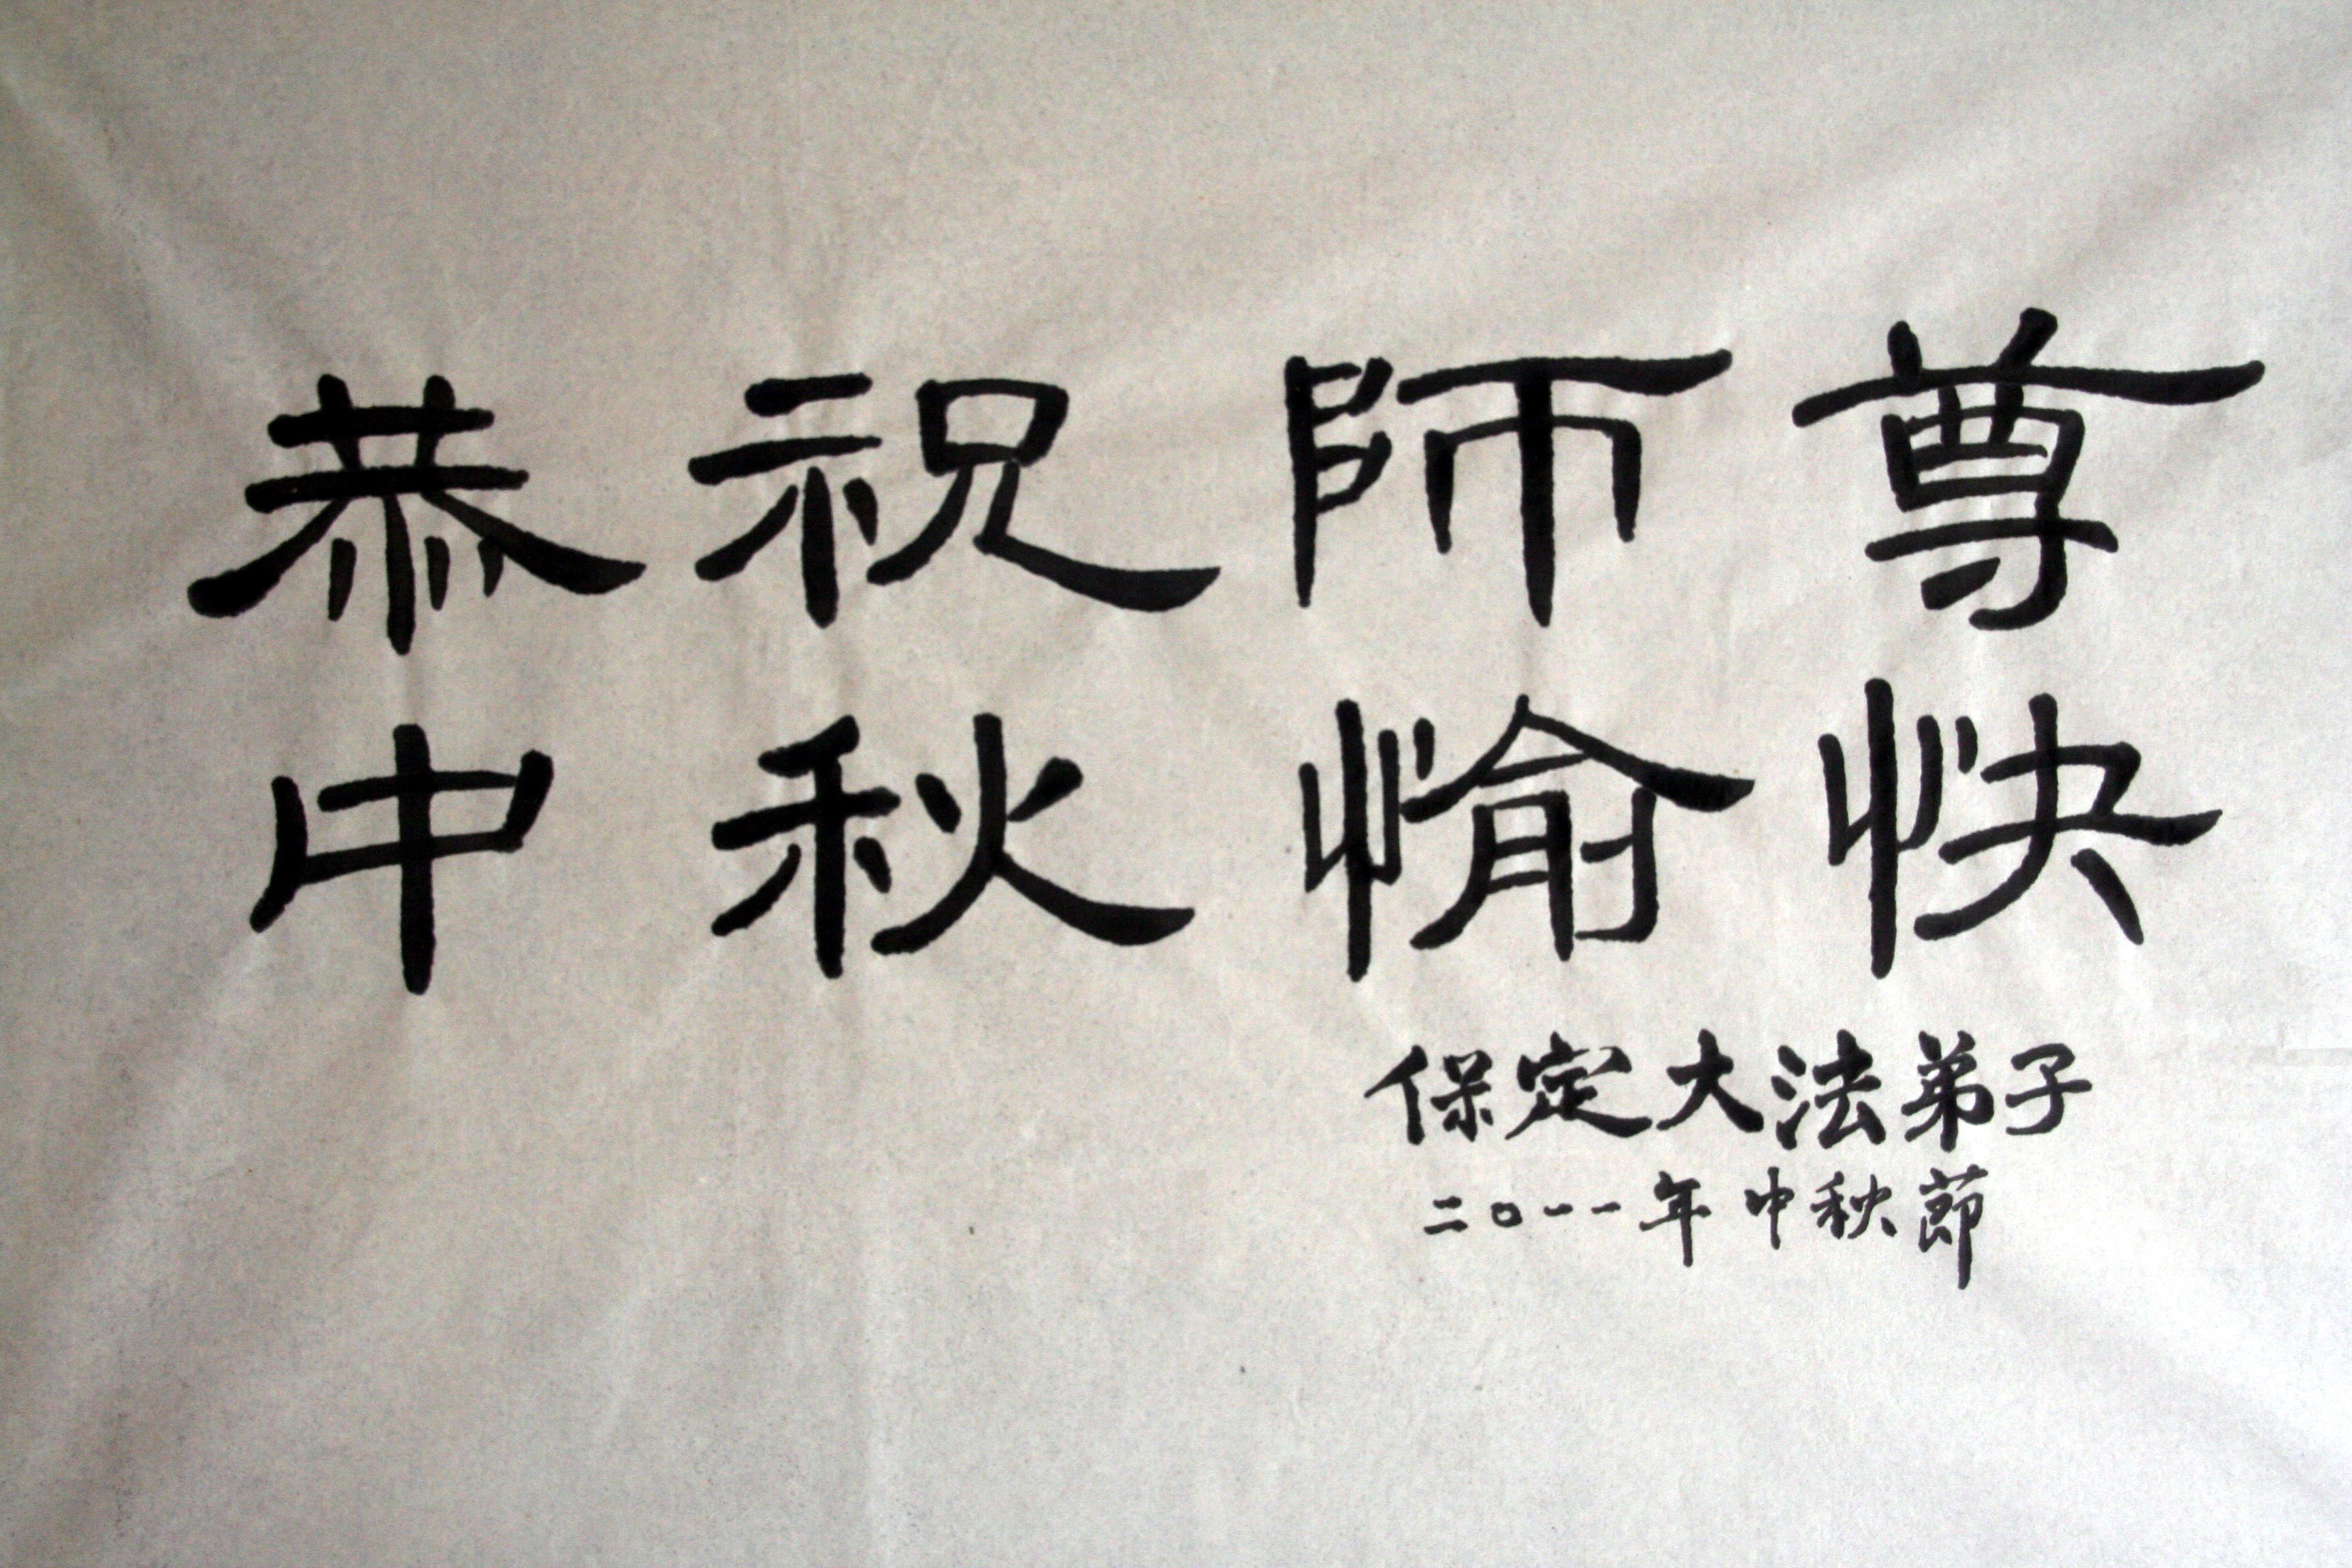 恭祝師尊
中秋愉快
保定大法弟子
二〇一一年中秋節